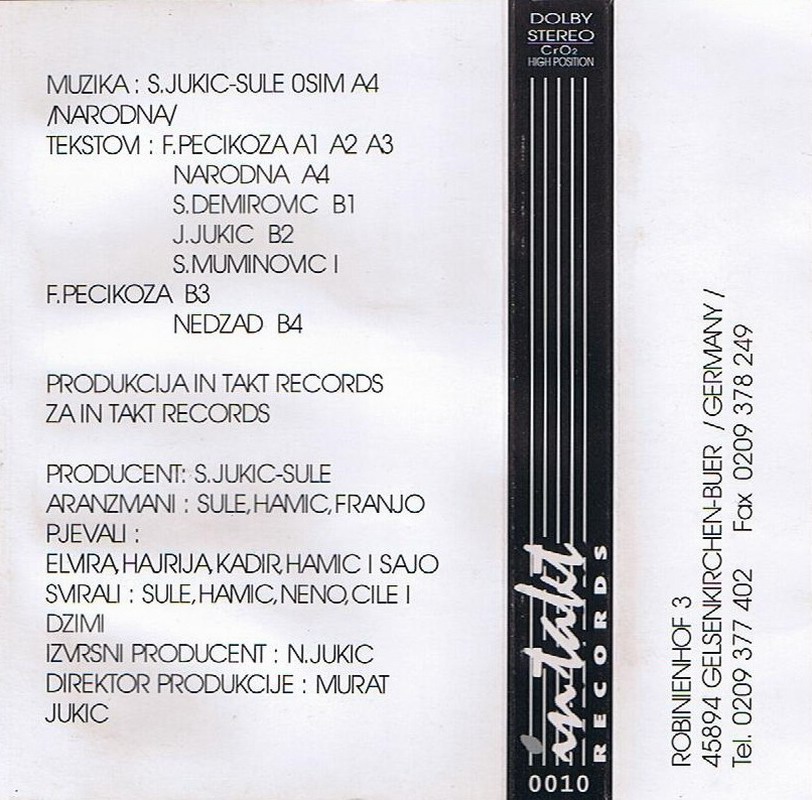 MUZIKA : S.JUKIC-SULE OSIM A4
/NARODNA/
TEKSTOVI : F.PECIKOZA A1 A2 A3
NARODNA A4
S.DEMIROVIC B1
J.JUKIC B2
S.MUMINOVIC I
F.PECIKOZA B3
NEDZAD B4
PRODUKCIJA IN TAKT RECORDS
ZA IN TAKT RECORDS
PRODUCENT: S.JUKIC-SULE
ARANZMANI : SULE,HAMIC,FRANJO
PJEVALI :
ELVIRA,HAJRIJA,KADIR,HAMIC I SAJO
SVIRALI : SULE,HAMIC,NENO,CILE I
DZIMI
IZVRSNI PRODUCENT : N.JUKIC
DIREKTOR PRODUKCIJE : MURAT
JUKIC
DOLBY
STEREO
CrO2
HIGH POSITION
intakt
RECORDS
0010
ROBINIENHOF 3
45894 GELSENKIRCHEN-BUER / GERMANY /
Tel. 0209 377 402 Fax 0209 378 249